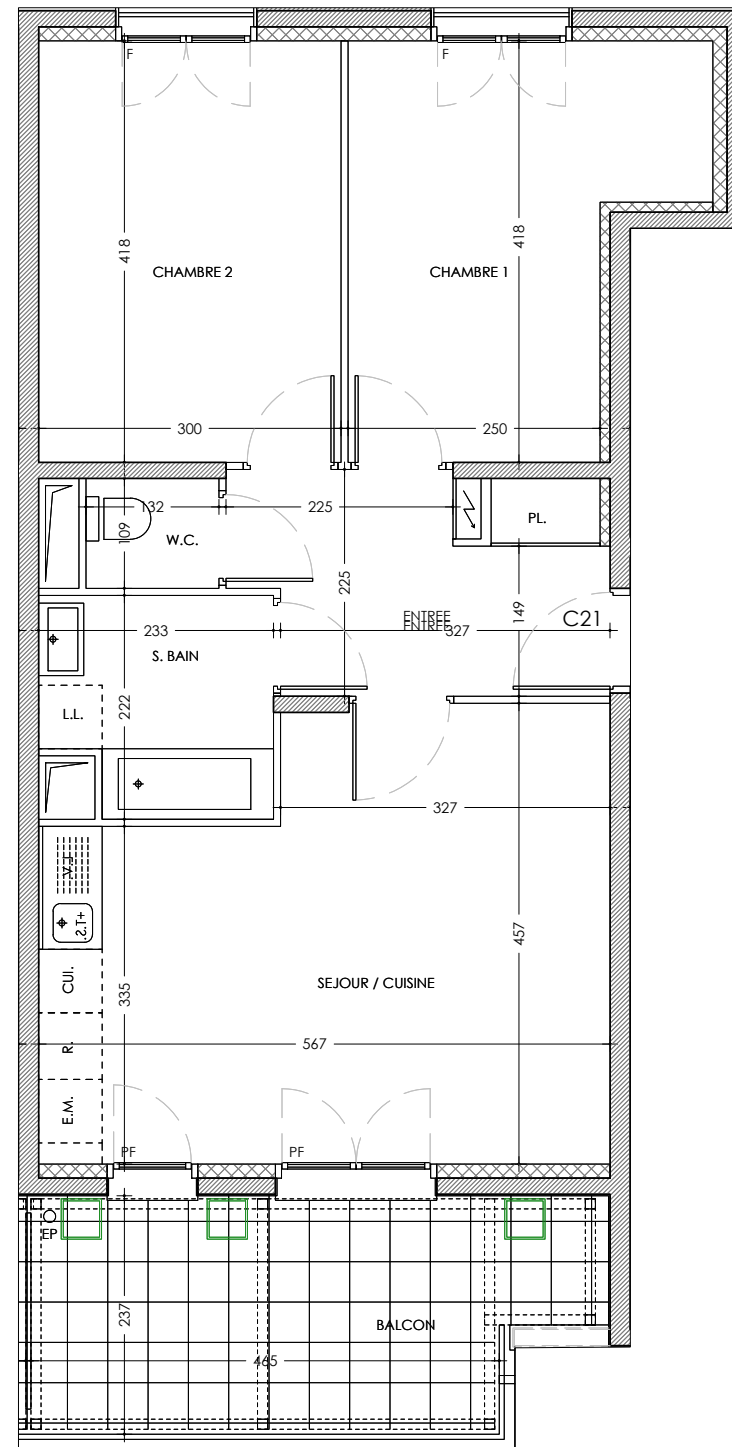 F
F
418
418
CHAMBRE 2
CHAMBRE 1
300
250
132
225
PL.
109
W.C.
225
149
ENTREE
ENTREE
C21
233
327
S. BAIN
L.L.
222
327
V.L
+T.S.
457
CUI.
SEJOUR / CUISINE
335
R.
567
E.M.
PF
PF
EP
237
BALCON
465